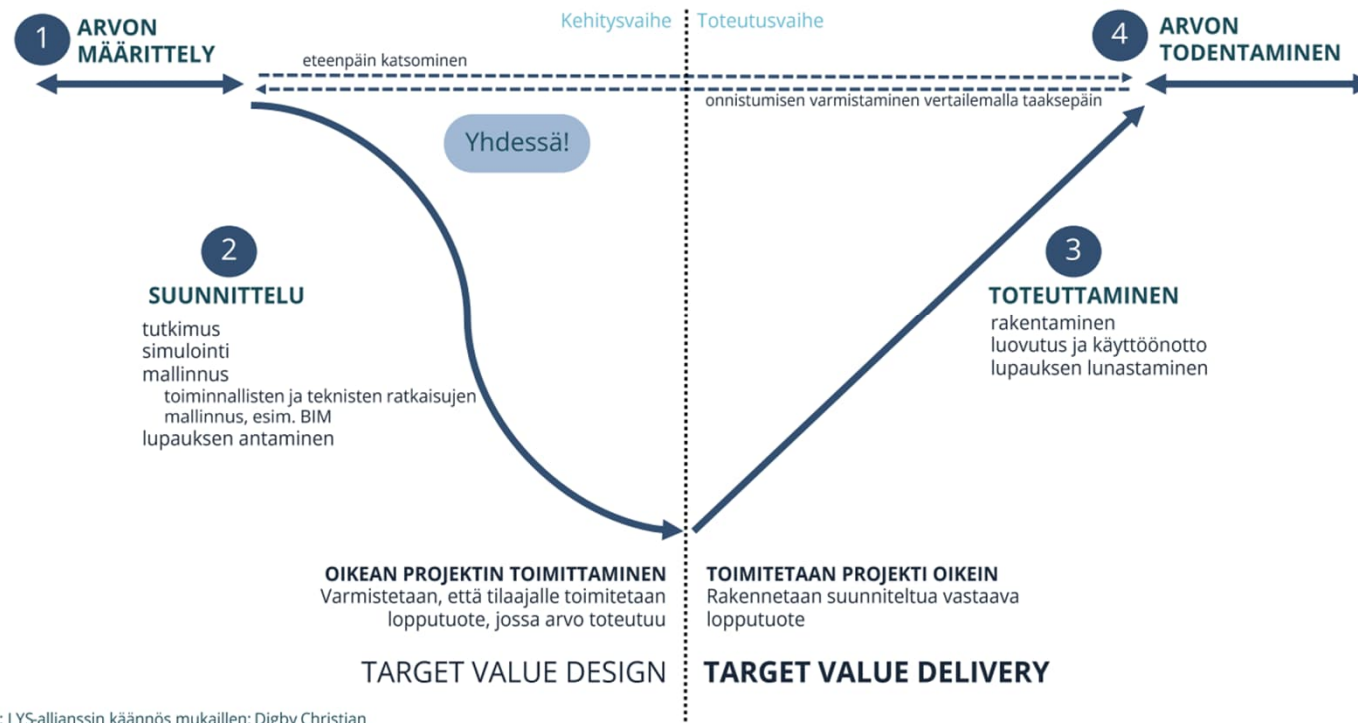 1
ARVON
MÄÄRITTELY
Kehitysvaihe
Toteutusvaihe
4
ARVON
TODENTAMINEN
eteenpäin katsominen
onnistumisen varmistaminen vertailemalla taaksepäin
Yhdessä!
2
SUUNNITTELU
tutkimus
simulointi
mallinnus
toiminnallisten ja teknisten ratkaisujen
mallinnus, esim. BIM
lupauksen antaminen
3
TOTEUTTAMINEN
rakentaminen
luovutus ja käyttöönotto
lupauksen lunastaminen
OIKEAN PROJEKTIN TOIMITTAMINEN
Varmistetaan, että tilaajalle toimitetaan
lopputuote, jossa arvo toteutuu
TARGET VALUE DESIGN
TOIMITETAAN PROJEKTI OIKEIN
Rakennetaan suunniteltua vastaava
lopputuote
TARGET VALUE DELIVERY
: LYS-allianssin käännös mukaillen: Digby Christian